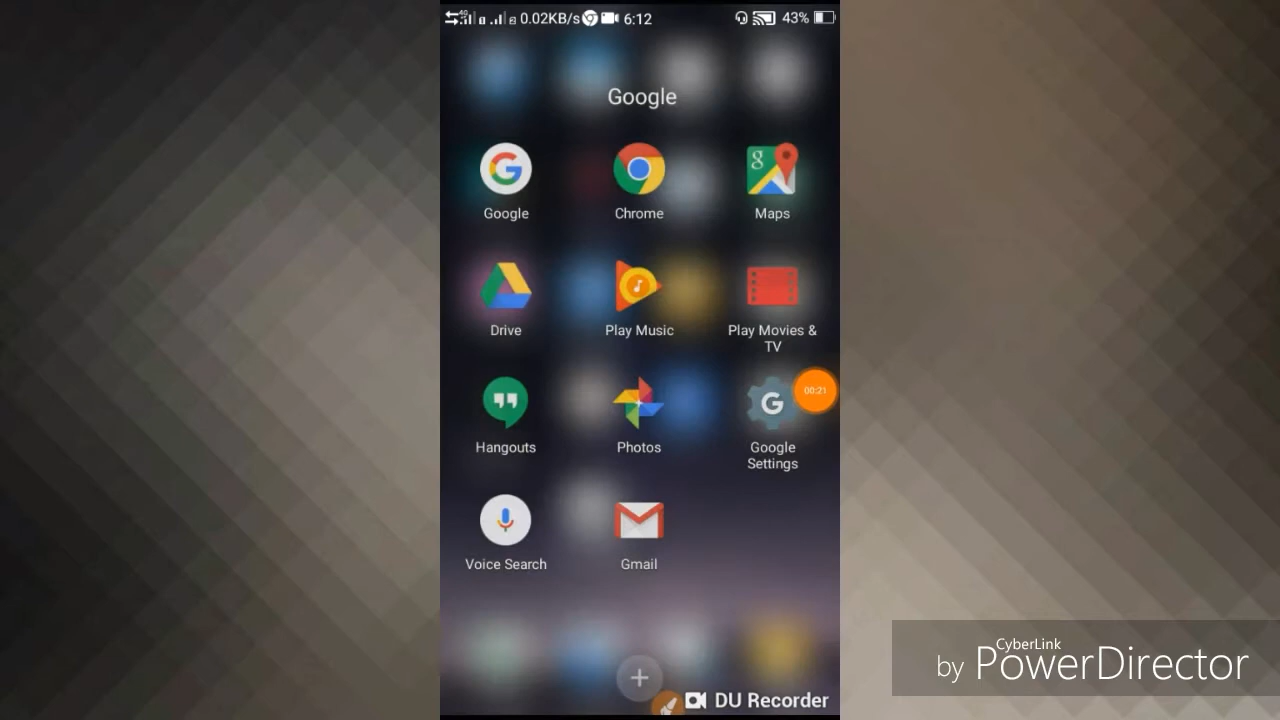 0.02KB/s 6:12 43%
Google
Google Chrome Maps
Drive Play Music Play Movies &
TV
00:21
Hangouts Photos Google
Settings
Voice Search Gmail
CyberLink
by PowerDirector
DU Recorder